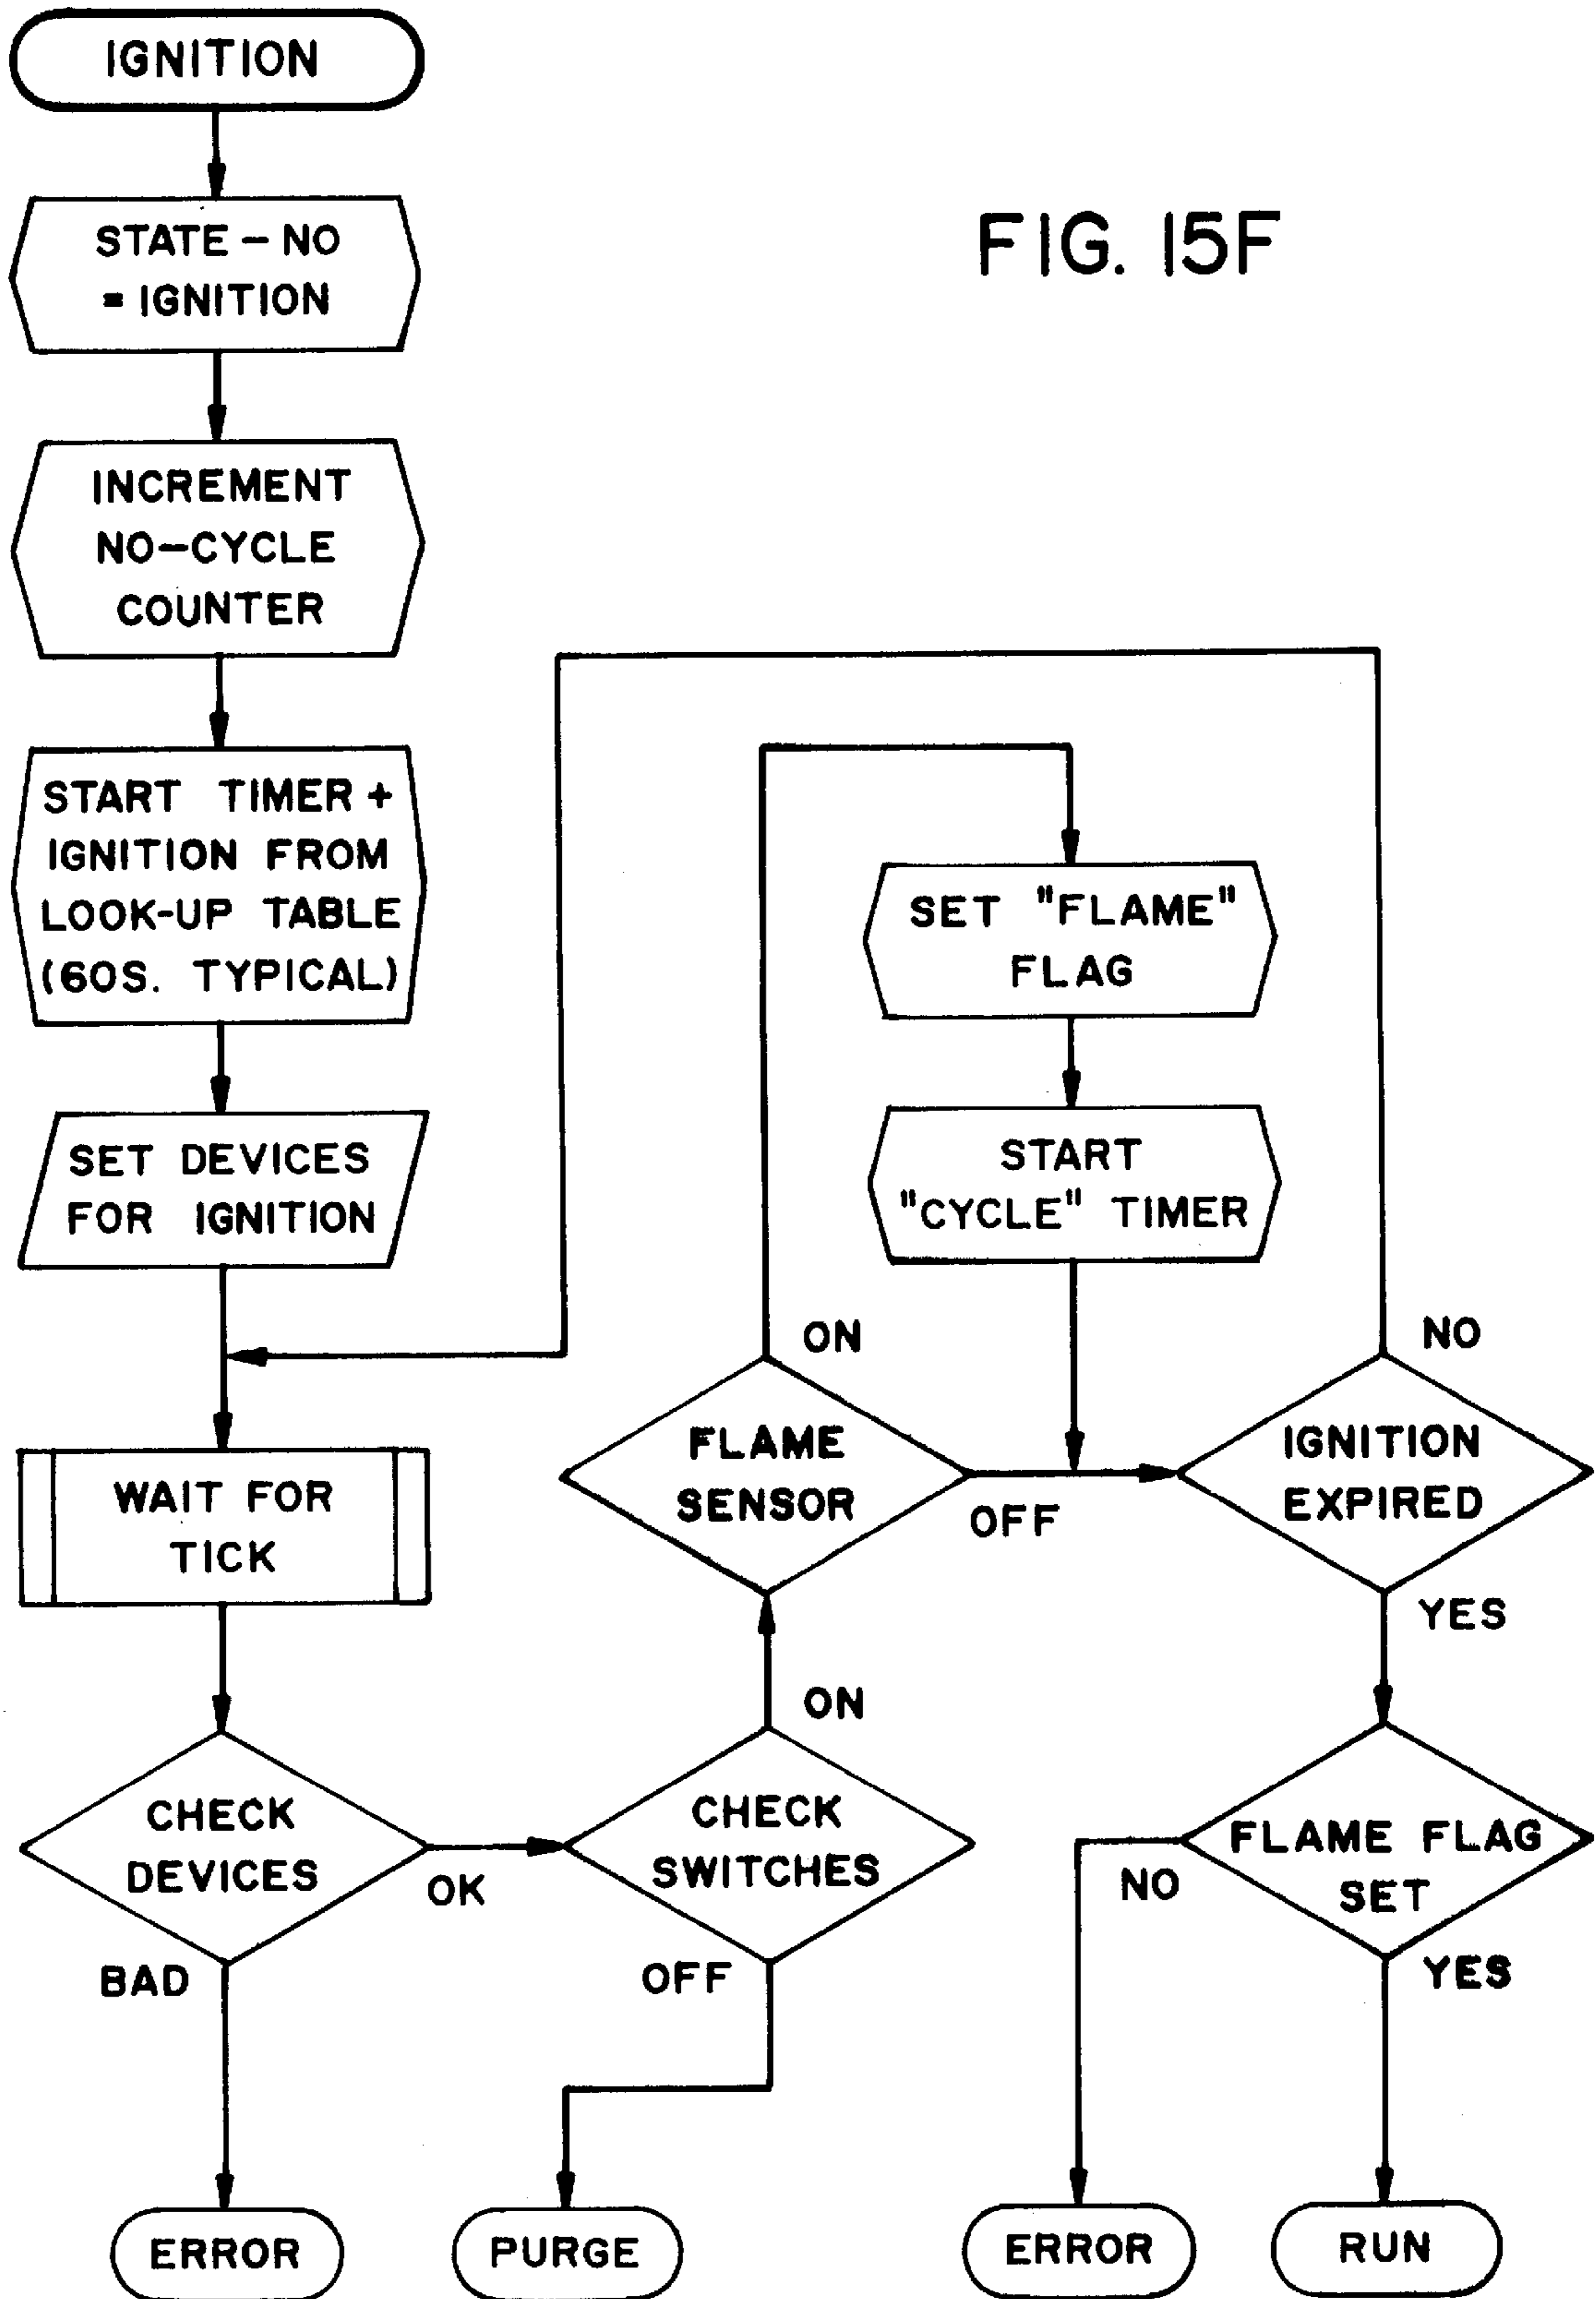 IGNITION
FIG. 15F
STATE – NO
= IGNITION
INCREMENT
NO–CYCLE
COUNTER
START TIMER +
IGNITION FROM
LOOK-UP TABLE
(60S. TYPICAL)
SET DEVICES
FOR IGNITION
WAIT FOR
TICK
CHECK
DEVICES
OK
BAD
ERROR
CHECK
SWITCHES
ON
OFF
PURGE
FLAME
SENSOR
ON
OFF
SET "FLAME"
FLAG
START
"CYCLE" TIMER
IGNITION
EXPIRED
NO
YES
FLAME FLAG
SET
NO
YES
ERROR
RUN